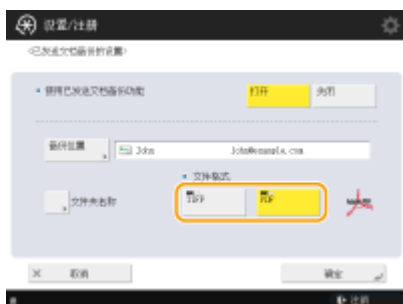 设置/注册
<已发送文档备份的设置>
使用已发送文档备份功能
打开
关闭
备份位置
John
John@example.com
文件格式
文件夹名称
TIFF
PDF
取消
确定
注册